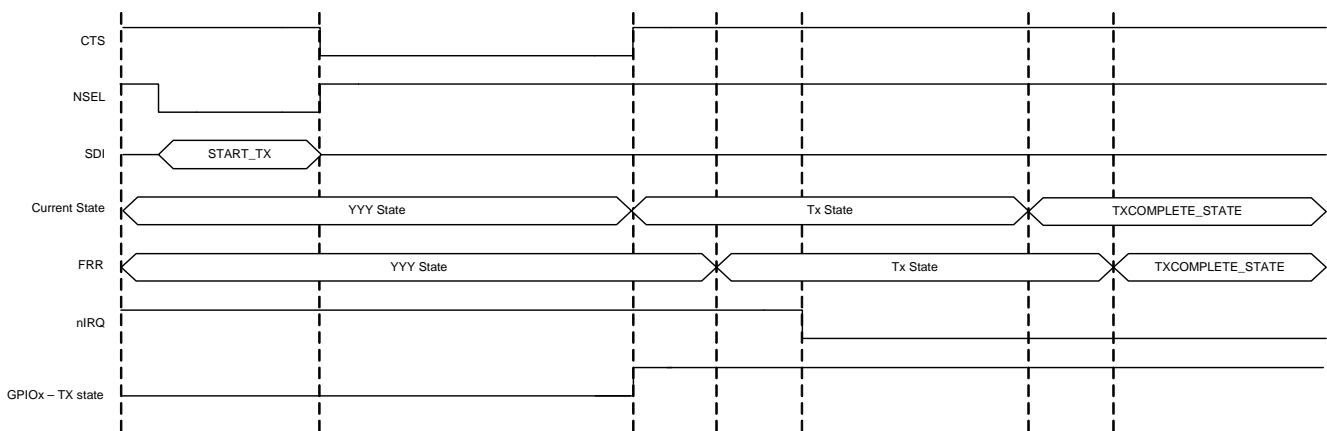 CTS
NSEL
SDI START_TX
Current State YYY State Tx State TXCOMPLETE_STATE
FRR YYY State Tx State TXCOMPLETE_STATE
nIRQ
GPIOx – TX state